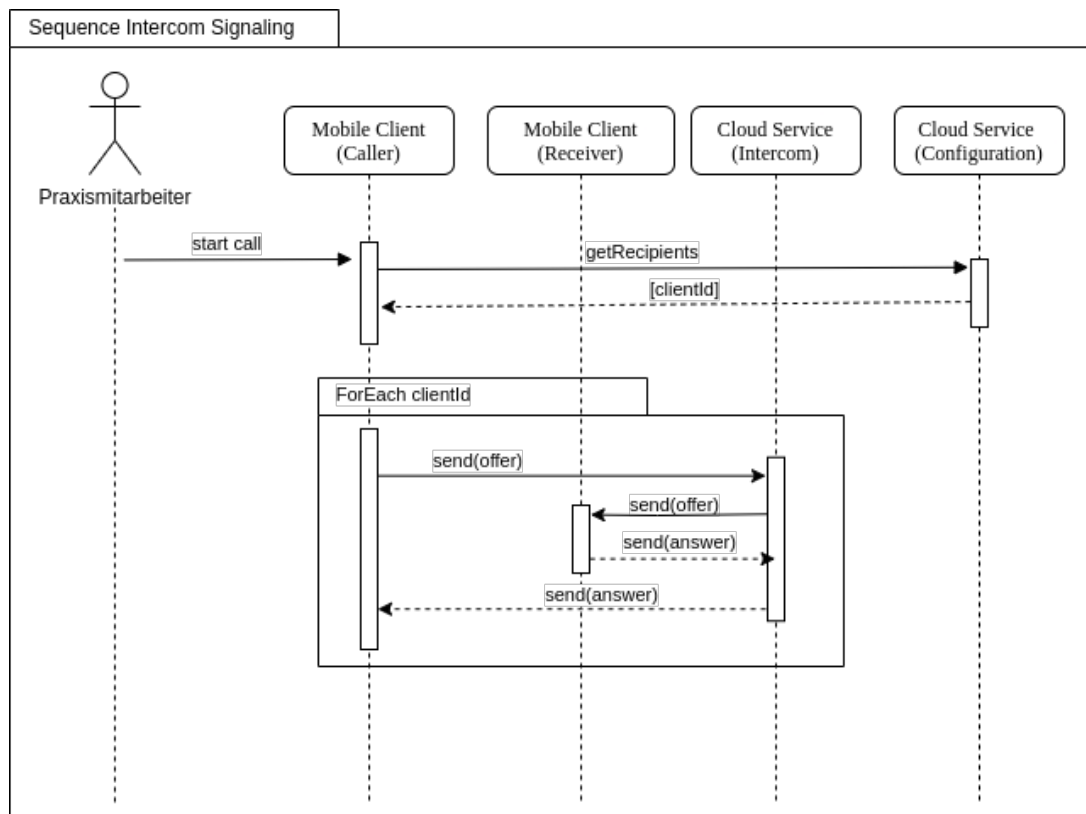 Sequence Intercom Signaling
Mobile Client
(Caller)
Mobile Client
(Receiver)
Cloud Service
(Intercom)
Cloud Service
(Configuration)
Praxismitarbeiter
start call
getRecipients
[clientId]
ForEach clientId
send(offer)
send(offer)
send(answer)
send(answer)